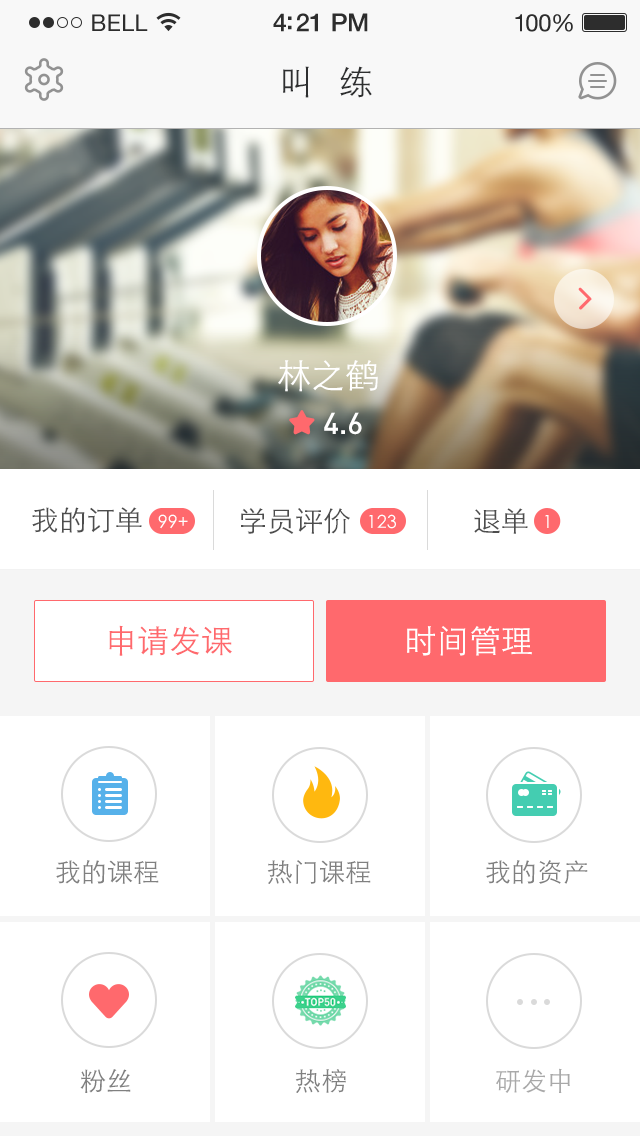 BELL 4:21 PM 100%
叫 练
林之鹤
4.6
我的订单 99+ 学员评价 123 退单 1
申请发课 时间管理
我的课程 热门课程 我的资产
TOP50
粉丝 热榜 研发中